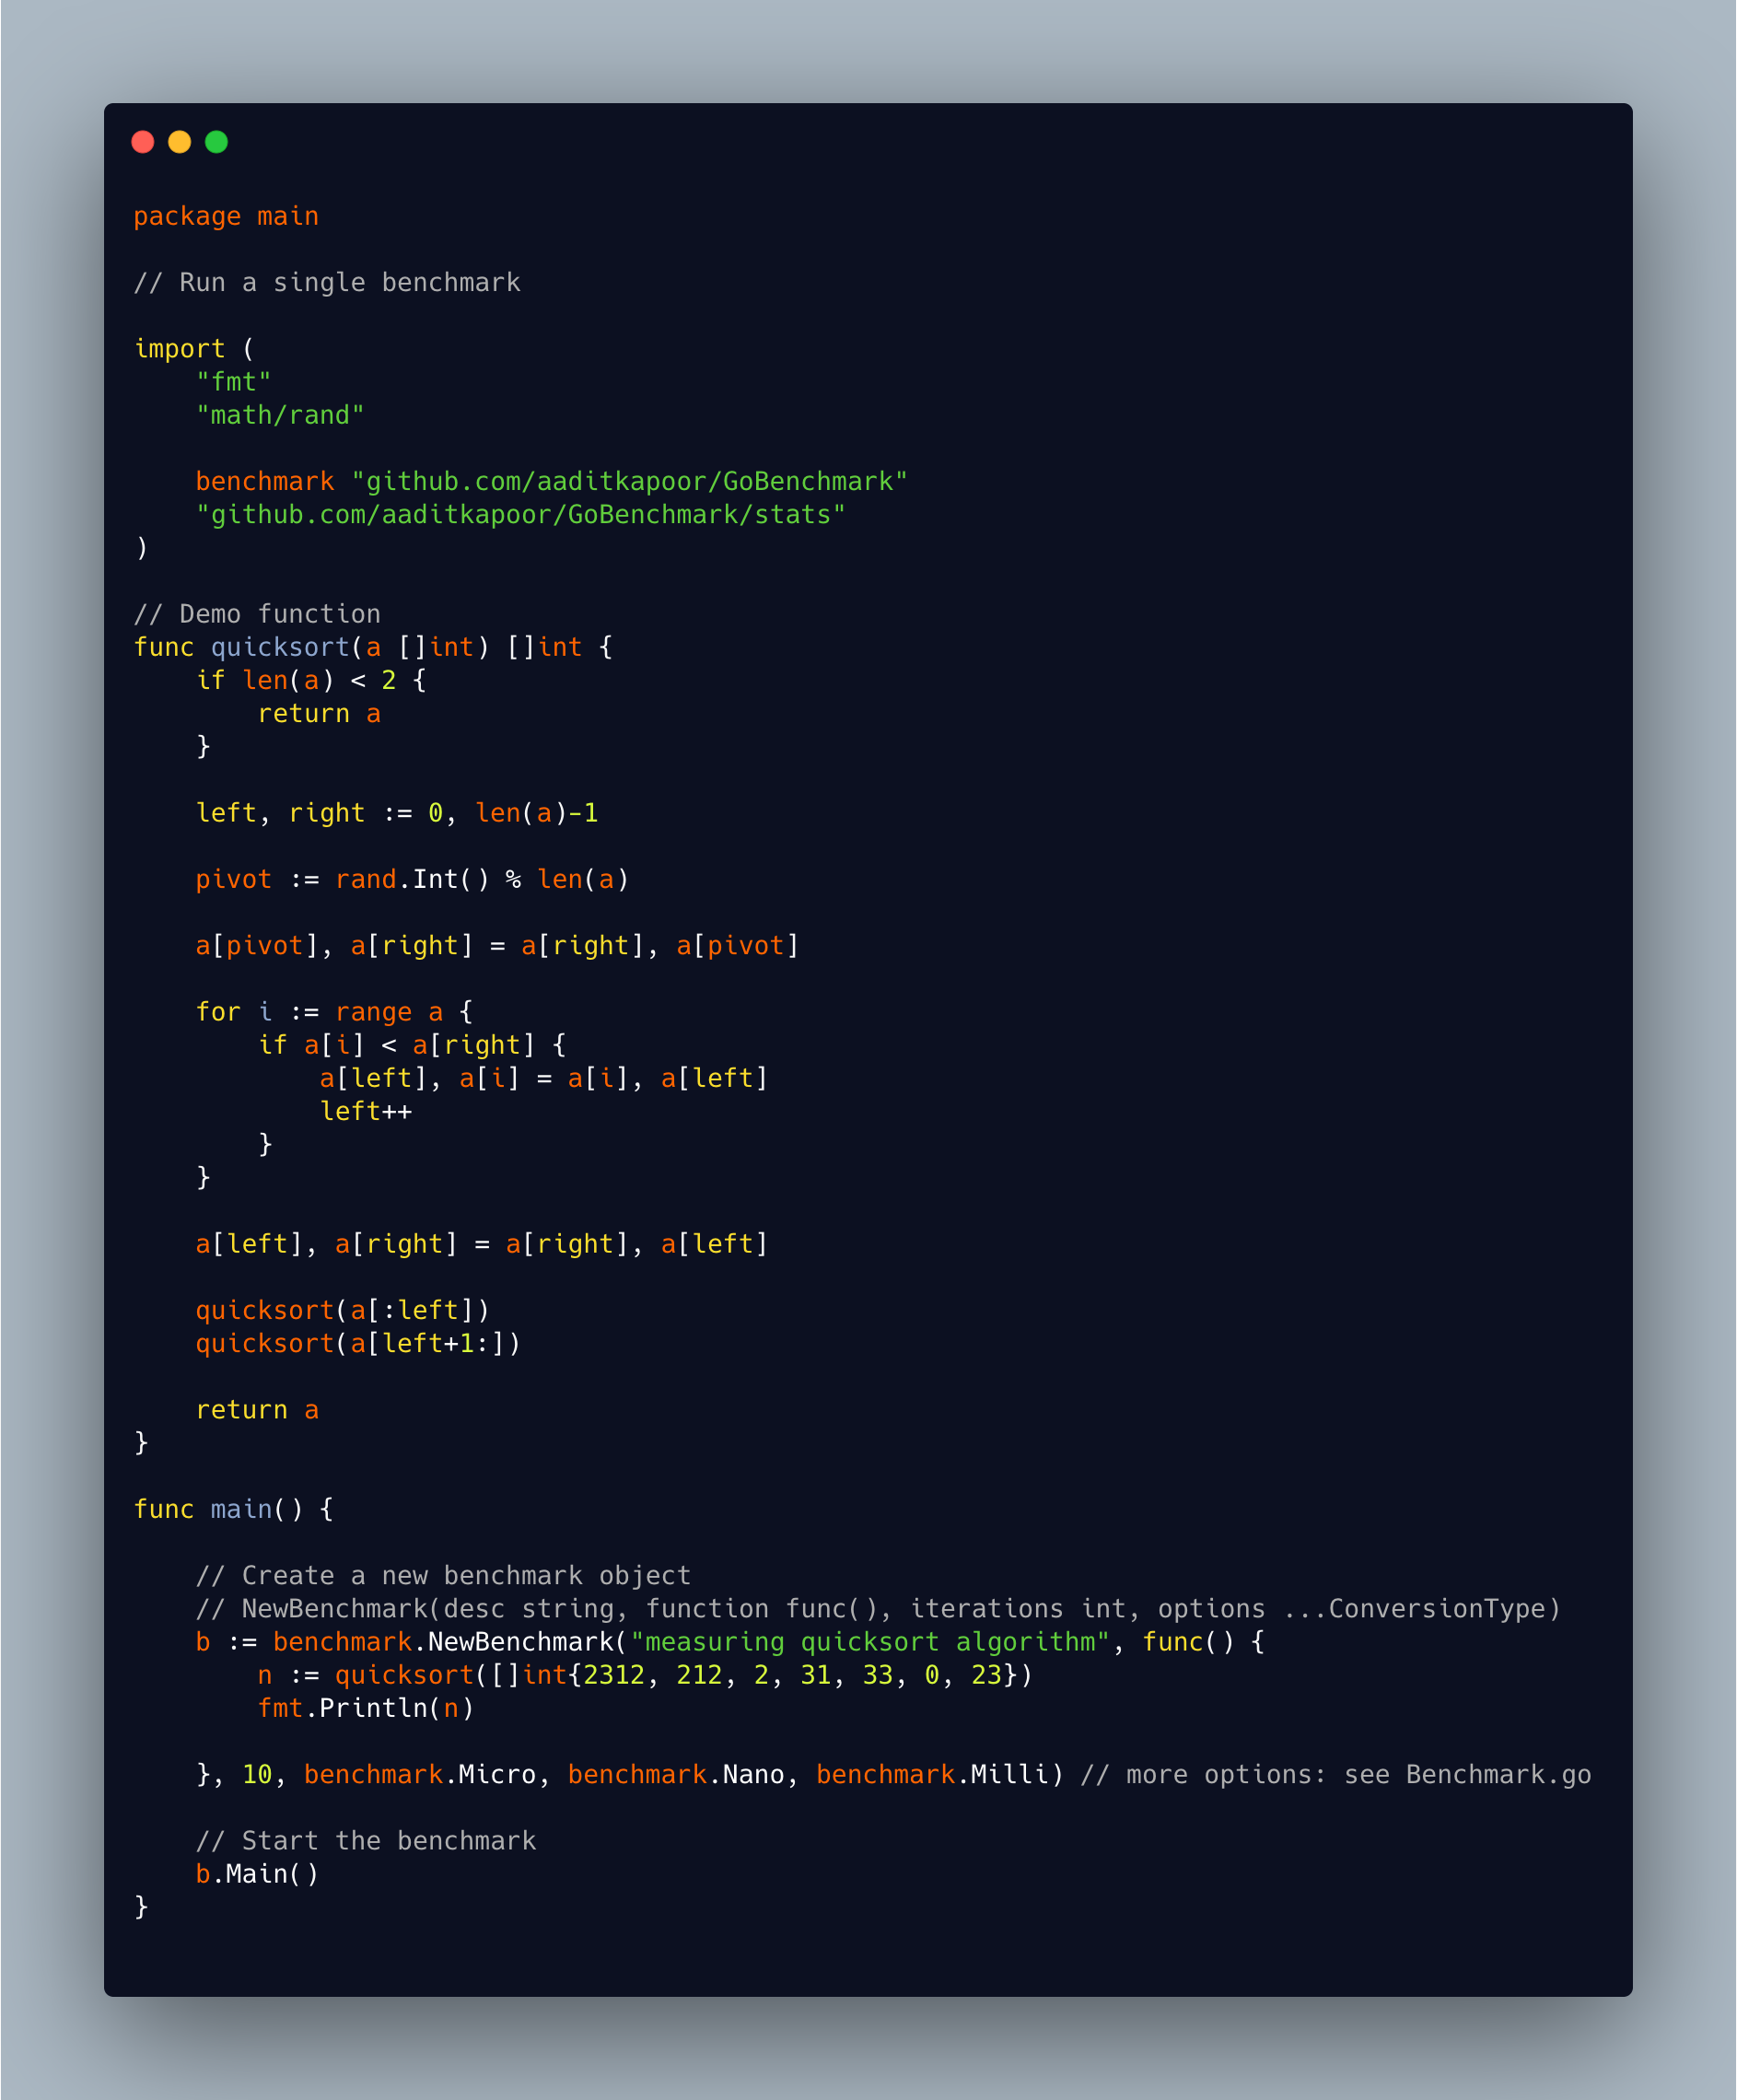 package main

// Run a single benchmark

import (
    "fmt"
    "math/rand"

    benchmark "github.com/aaditkapoor/GoBenchmark"
    "github.com/aaditkapoor/GoBenchmark/stats"
)

// Demo function
func quicksort(a []int) []int {
    if len(a) < 2 {
        return a
    }

    left, right := 0, len(a)-1

    pivot := rand.Int() % len(a)

    a[pivot], a[right] = a[right], a[pivot]

    for i := range a {
        if a[i] < a[right] {
            a[left], a[i] = a[i], a[left]
            left++
        }
    }

    a[left], a[right] = a[right], a[left]

    quicksort(a[:left])
    quicksort(a[left+1:])

    return a
}

func main() {

    // Create a new benchmark object
    // NewBenchmark(desc string, function func(), iterations int, options ...ConversionType)
    b := benchmark.NewBenchmark("measuring quicksort algorithm", func() {
        n := quicksort([]int{2312, 212, 2, 31, 33, 0, 23})
        fmt.Println(n)

    }, 10, benchmark.Micro, benchmark.Nano, benchmark.Milli) // more options: see Benchmark.go

    // Start the benchmark
    b.Main()
}